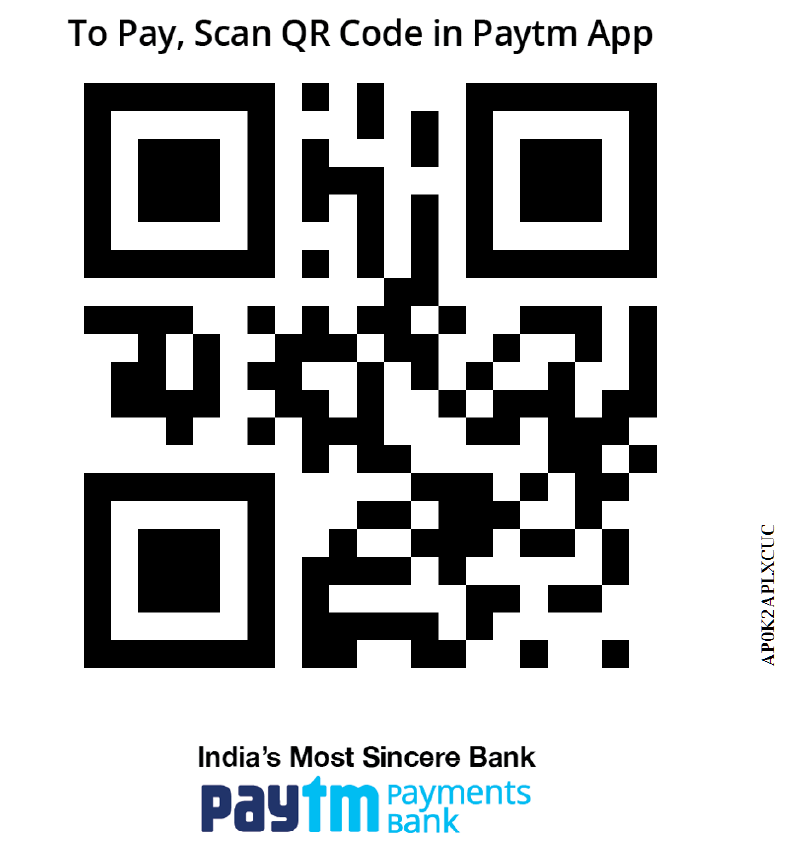 To Pay, Scan QR Code in Paytm App
AP0K2APLXCUC
India's Most Sincere Bank
paytm Payments
Bank